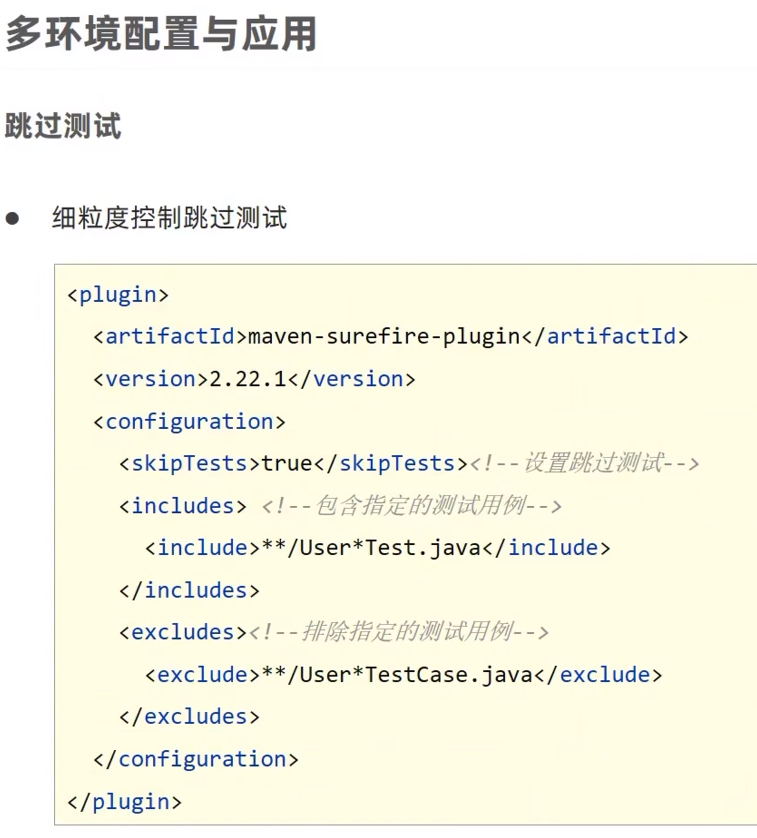 多环境配置与应用
跳过测试
● 细粒度控制跳过测试
<plugin>
  <artifactId>maven-surefire-plugin</artifactId>
  <version>2.22.1</version>
  <configuration>
    <skipTests>true</skipTests><!--设置跳过测试-->
    <includes> <!--包含指定的测试用例-->
      <include>**/User*Test.java</include>
    </includes>
    <excludes><!--排除指定的测试用例-->
      <exclude>**/User*TestCase.java</exclude>
    </excludes>
  </configuration>
</plugin>